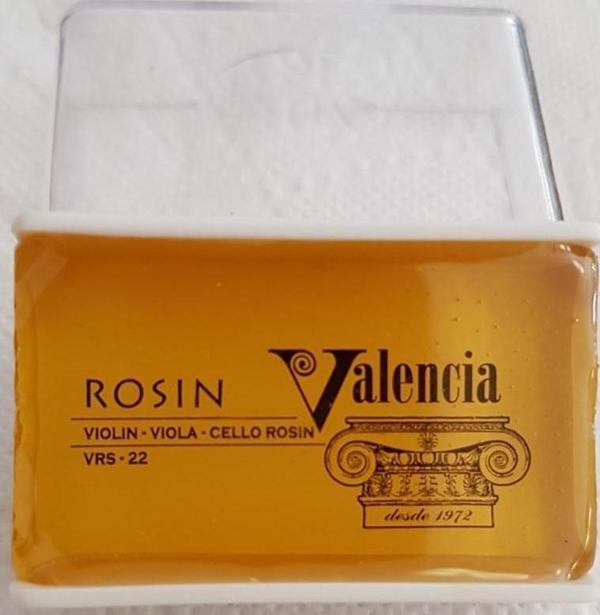 ROSIN
Valencia
VIOLIN - VIOLA - CELLO ROSIN
VRS - 22
desde 1972